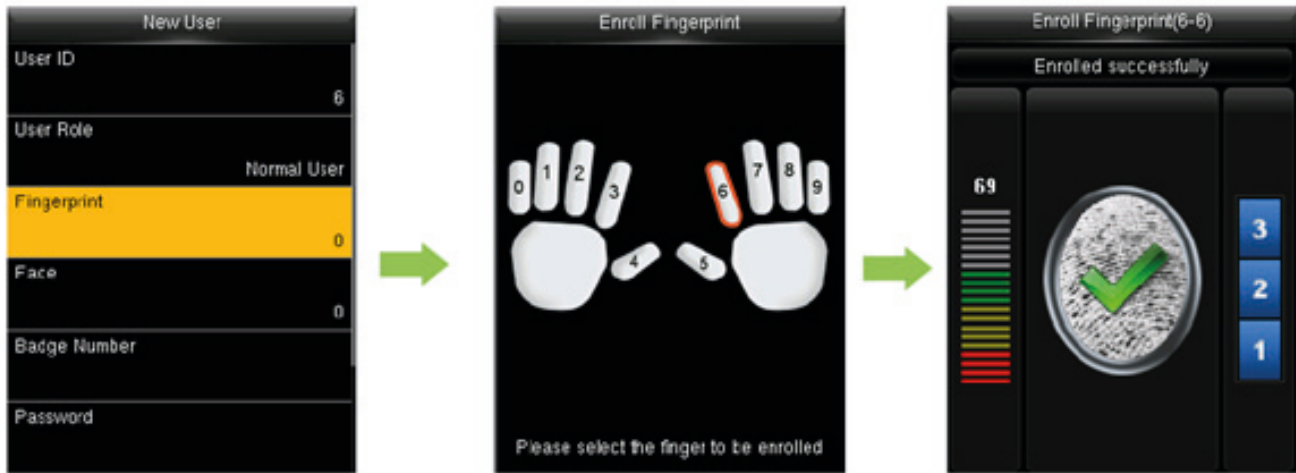 New User
User ID
6
User Role
Normal User
Fingerprint
0
Face
0
Badge Number
Password
Enroll Fingerprint
0 1 2 3 4 5 6 7 8 9
Please select the finger to be enrolled
Enroll Fingerprint(6-6)
Enrolled successfully
69
3
2
1